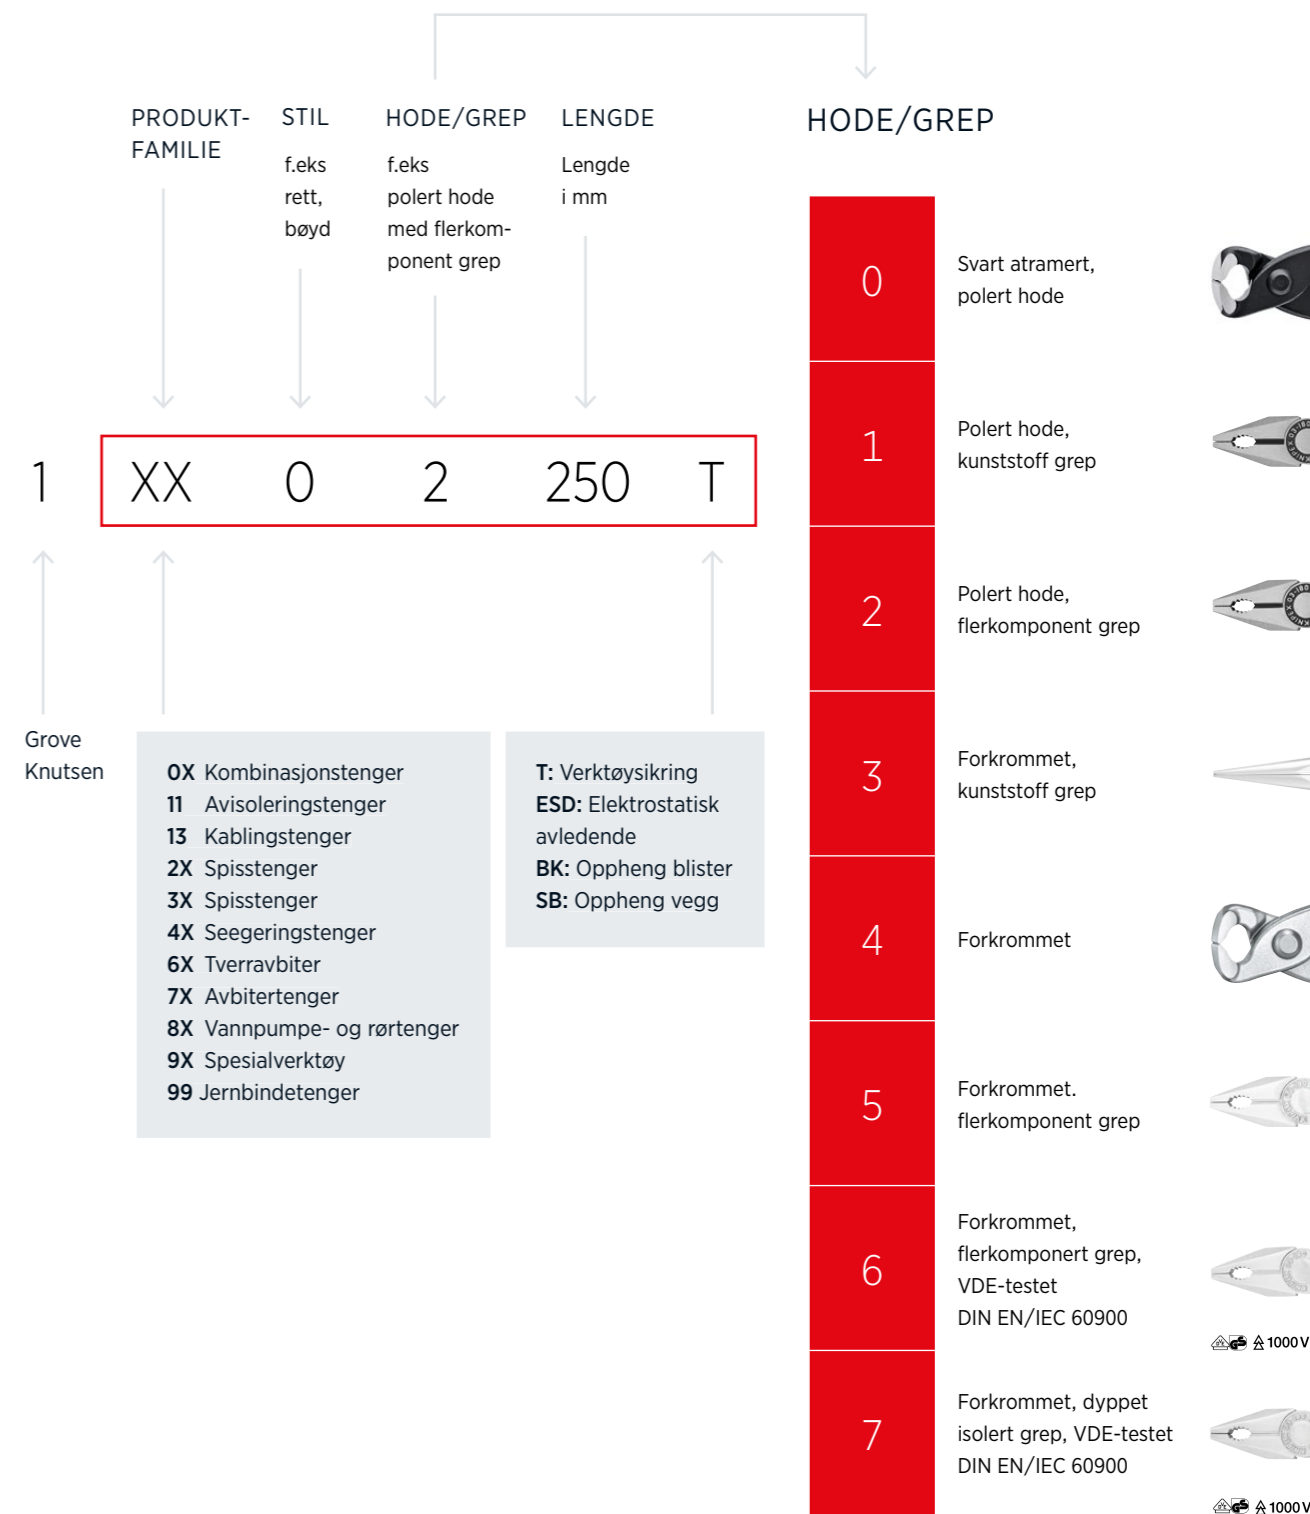 PRODUKT-
FAMILIE
STIL
f.eks
rett,
bøyd
HODE/GREP
f.eks
polert hode
med flerkom-
ponent grep
LENGDE
Lengde
i mm
1 XX 0 2 250 T
Grove
Knutsen
0X Kombinasjonstenger
11 Avisoleringstenger
13 Kablingstenger
2X Spisstenger
3X Spisstenger
4X Seegeringstenger
6X Tverravbiter
7X Avbitertenger
8X Vannpumpe- og rørtenger
9X Spesialverktøy
99 Jernbindetenger
T: Verktøysikring
ESD: Elektrostatisk
avledende
BK: Oppheng blister
SB: Oppheng vegg
HODE/GREP
0
Svart atramert,
polert hode
1
Polert hode,
kunststoff grep
2
Polert hode,
flerkomponent grep
3
Forkrommet,
kunststoff grep
4
Forkrommet
5
Forkrommet.
flerkomponent grep
6
Forkrommet,
flerkomponert grep,
VDE-testet
DIN EN/IEC 60900
1000 V
7
Forkrommet, dyppet
isolert grep, VDE-testet
DIN EN/IEC 60900
1000 V